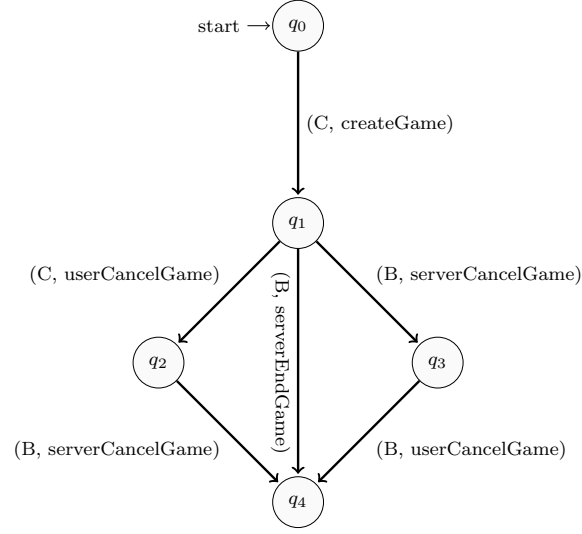 start
q0
(C, createGame)
q1
(C, userCancelGame)
(B, serverEndGame)
(B, serverCancelGame)
q2
q3
(B, serverCancelGame)
(B, userCancelGame)
q4